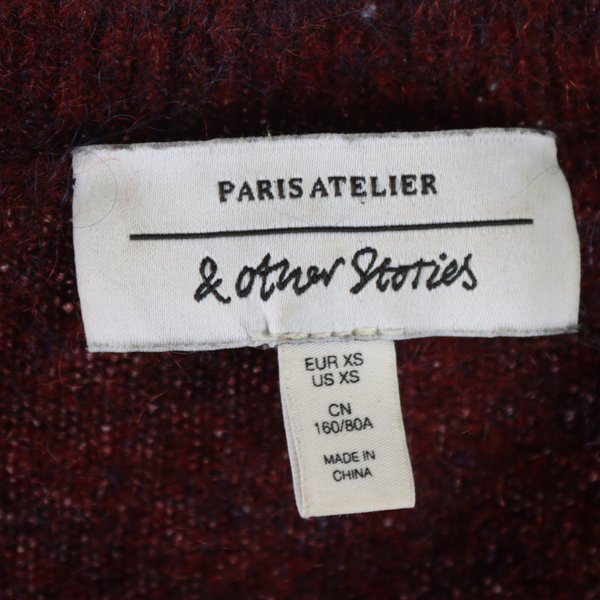 PARIS ATELIER
& Other Stories
EUR XS
US XS
CN
160/80A
MADE IN
CHINA